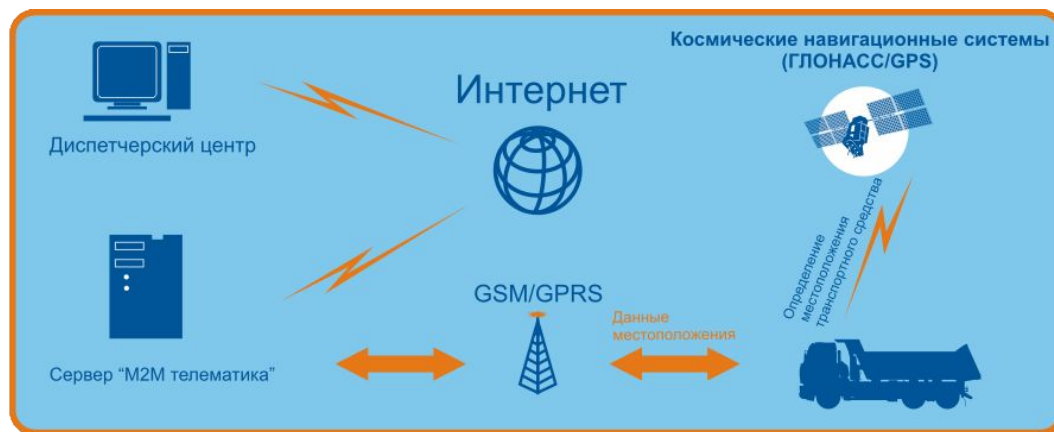 Космические навигационные системы
(ГЛОНАСС/GPS)
Интернет
Диспетчерский центр
Определение
местоположения
транспортного средства
GSM/GPRS
Данные
местоположения
Сервер “М2М телематика”